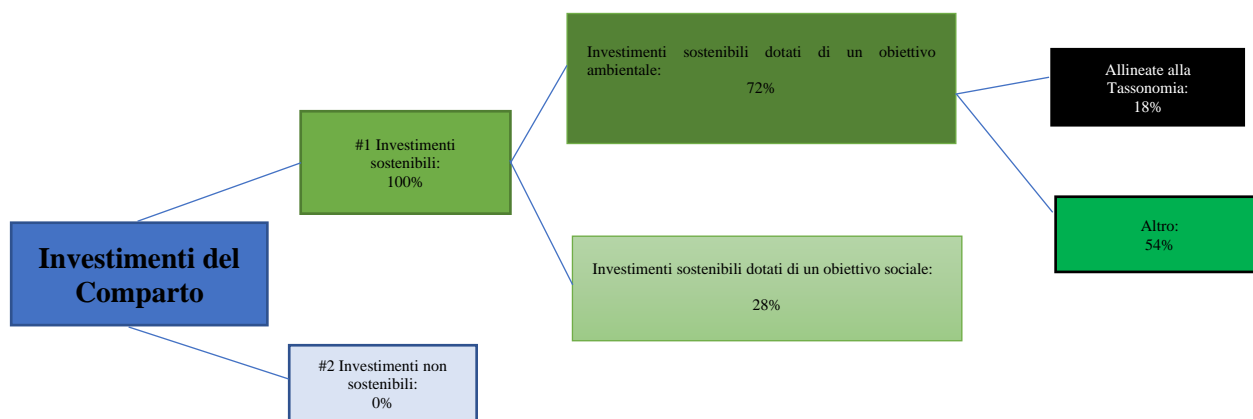 Investimenti del
Comparto
#1 Investimenti
sostenibili:
100%
#2 Investimenti non
sostenibili:
0%
Investimenti sostenibili dotati di un obiettivo
ambientale:
72%
Investimenti sostenibili dotati di un obiettivo sociale:
28%
Allineate alla
Tassonomia:
18%
Altro:
54%